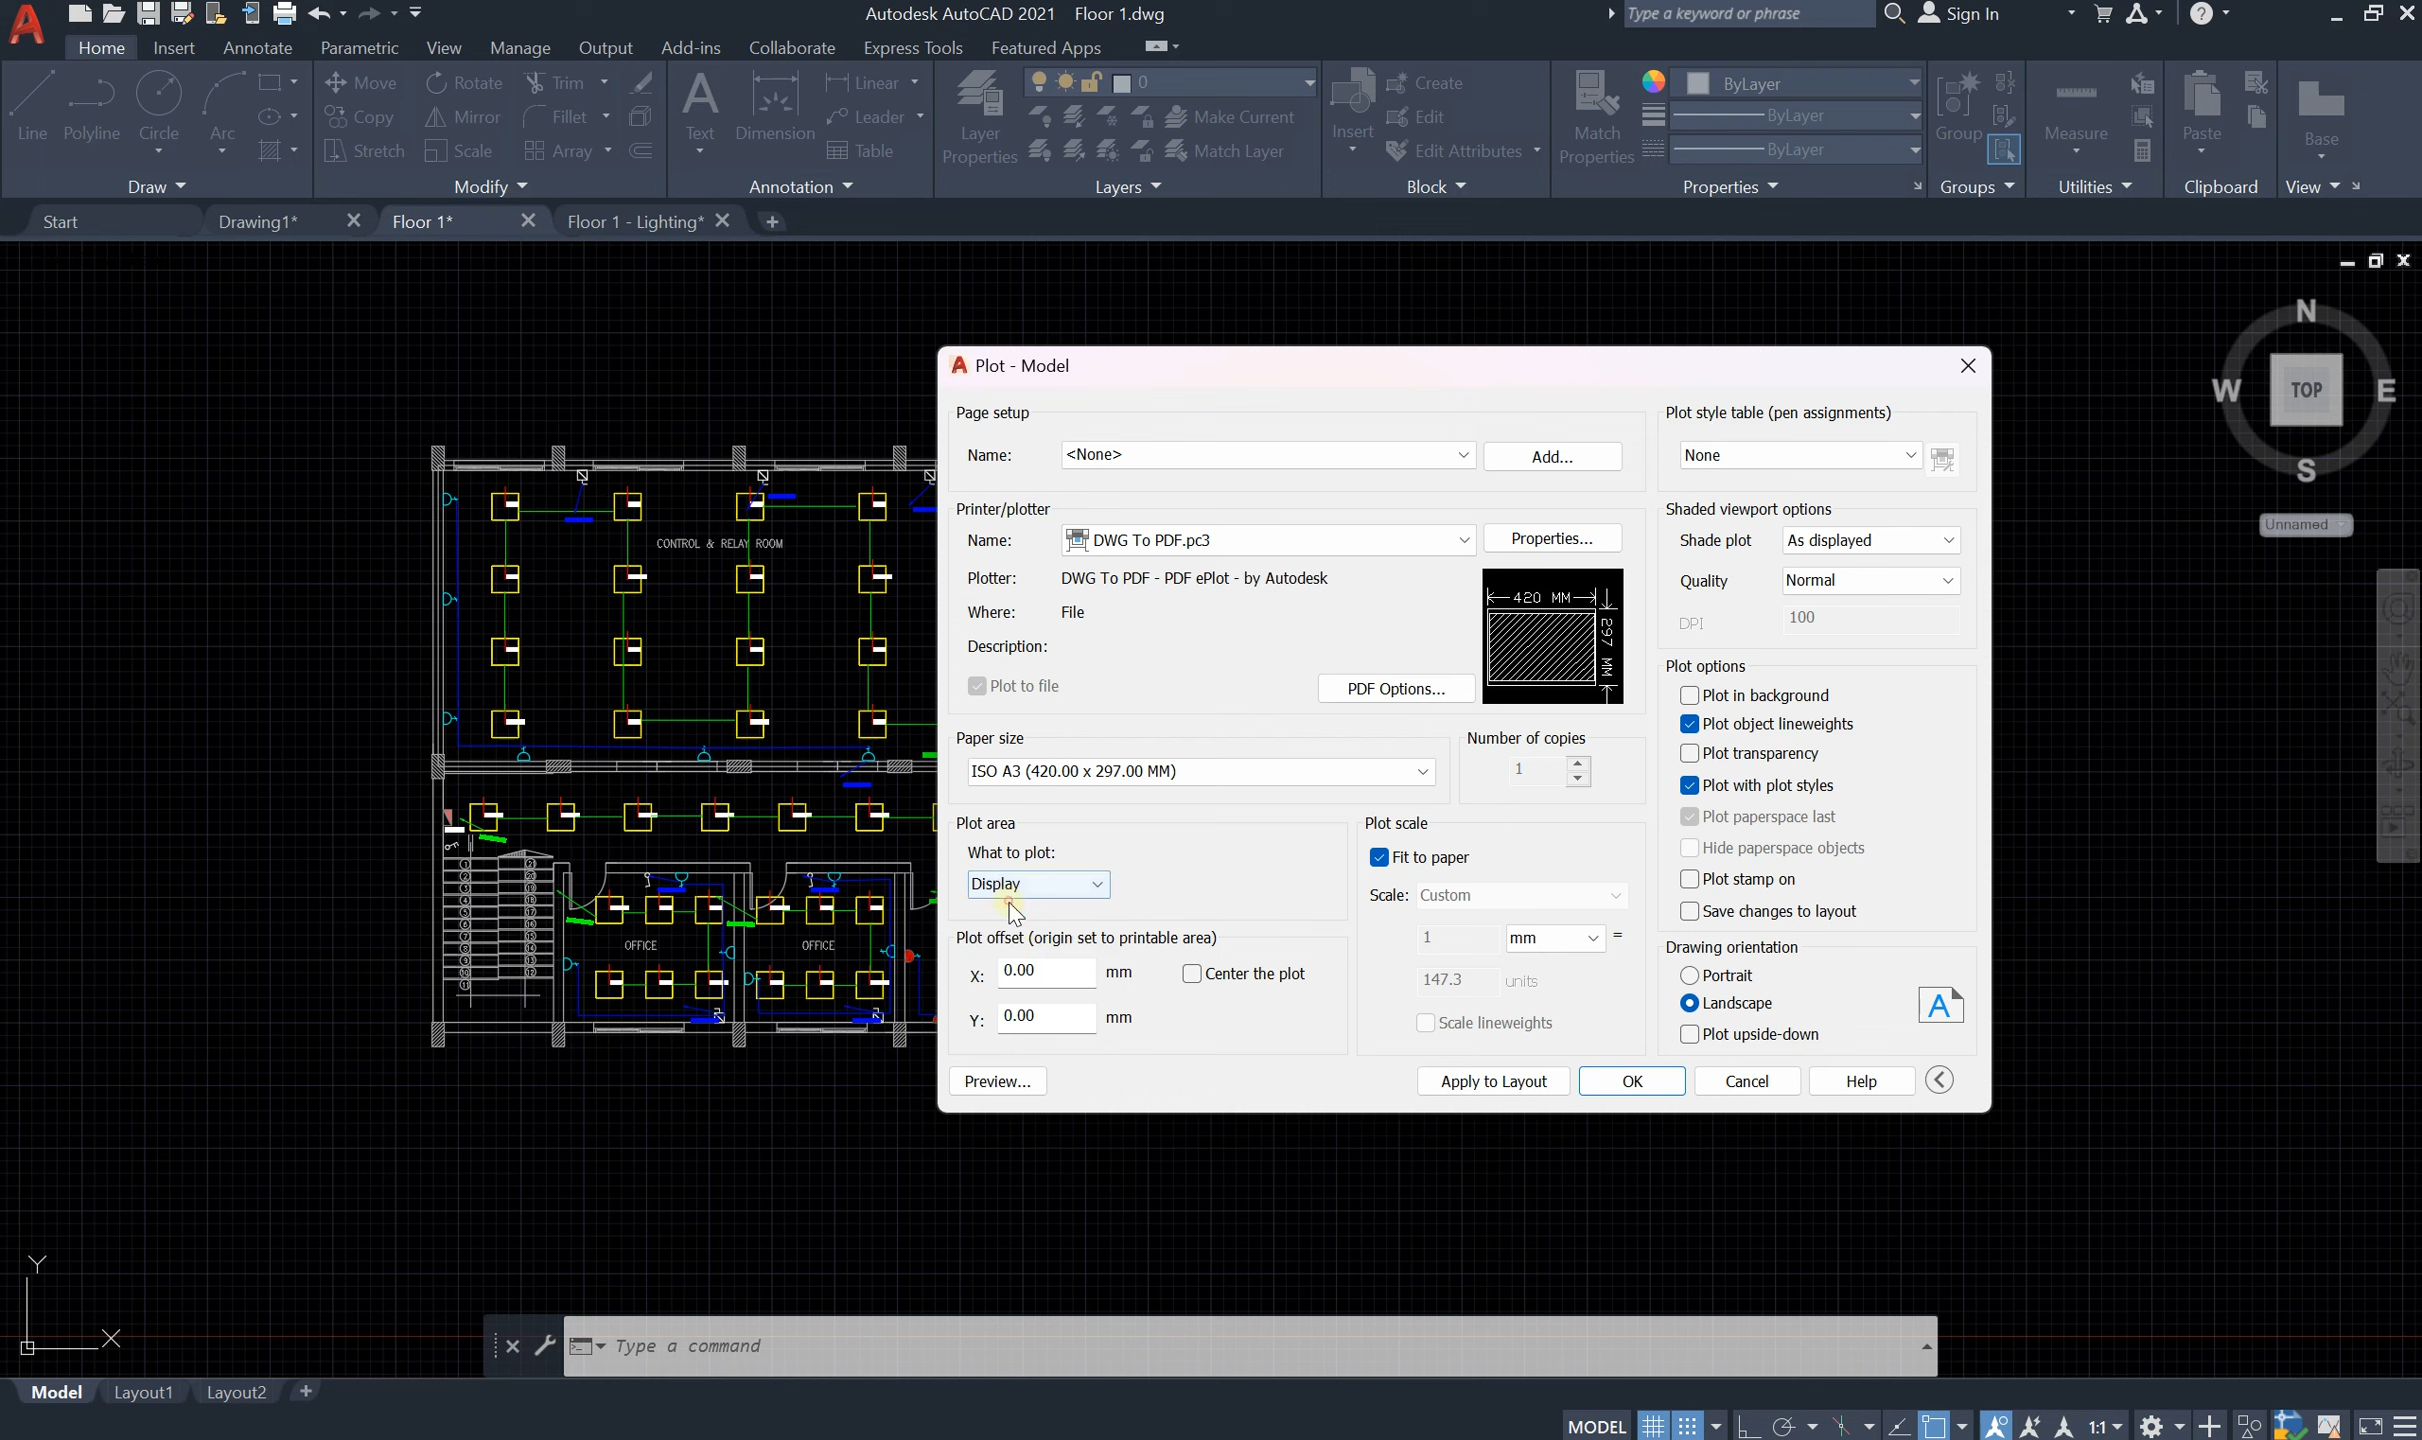 Autodesk AutoCAD 2021 Floor 1.dwg
Type a keyword or phrase
Sign In
Home Insert Annotate Parametric View Manage Output Add-ins Collaborate Express Tools Featured Apps
Line Polyline Circle Arc
Move Rotate Trim
Copy Mirror Fillet
Stretch Scale Array
Text Dimension
Linear
Leader
Table
Layer Properties
0
Make Current
Match Layer
Insert
Create
Edit
Edit Attributes
Match Properties
ByLayer
ByLayer
ByLayer
Group Measure Paste Base
Draw Modify Annotation Layers Block Properties Groups Utilities Clipboard View
Start Drawing1* Floor 1* Floor 1 - Lighting*
N
W TOP E
S
Unnamed
CONTROL & RELAY ROOM
OFFICE OFFICE
Plot - Model
Page setup
Name: <None> Add...
Printer/plotter
Name: DWG To PDF.pc3 Properties...
Plotter: DWG To PDF - PDF ePlot - by Autodesk
Where: File
Description:
Plot to file PDF Options...
420 MM
297 MM
Paper size
ISO A3 (420.00 x 297.00 MM)
Number of copies
1
Plot area
What to plot:
Display
Plot scale
Fit to paper
Scale: Custom
1 mm =
147.3 units
Scale lineweights
Plot offset (origin set to printable area)
X: 0.00 mm Center the plot
Y: 0.00 mm
Plot style table (pen assignments)
None
Shaded viewport options
Shade plot As displayed
Quality Normal
DPI 100
Plot options
Plot in background
Plot object lineweights
Plot transparency
Plot with plot styles
Plot paperspace last
Hide paperspace objects
Plot stamp on
Save changes to layout
Drawing orientation
Portrait
Landscape
Plot upside-down
A
Preview... Apply to Layout OK Cancel Help
Y
X
Type a command
Model Layout1 Layout2
MODEL 1:1